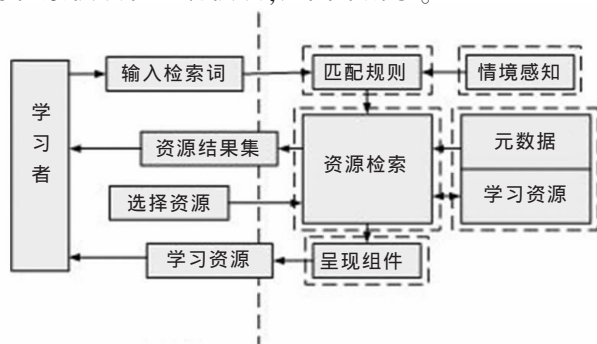 输入检索词
匹配规则
情境感知
学
习
者
资源结果集
资源检索
元数据
选择资源
学习资源
学习资源
呈现组件